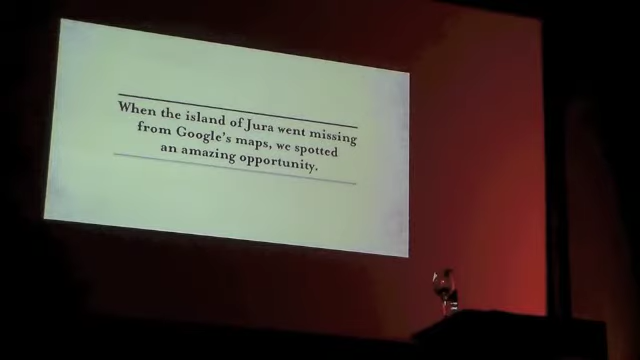 When the island of Jura went missing
from Google's maps, we spotted
an amazing opportunity.